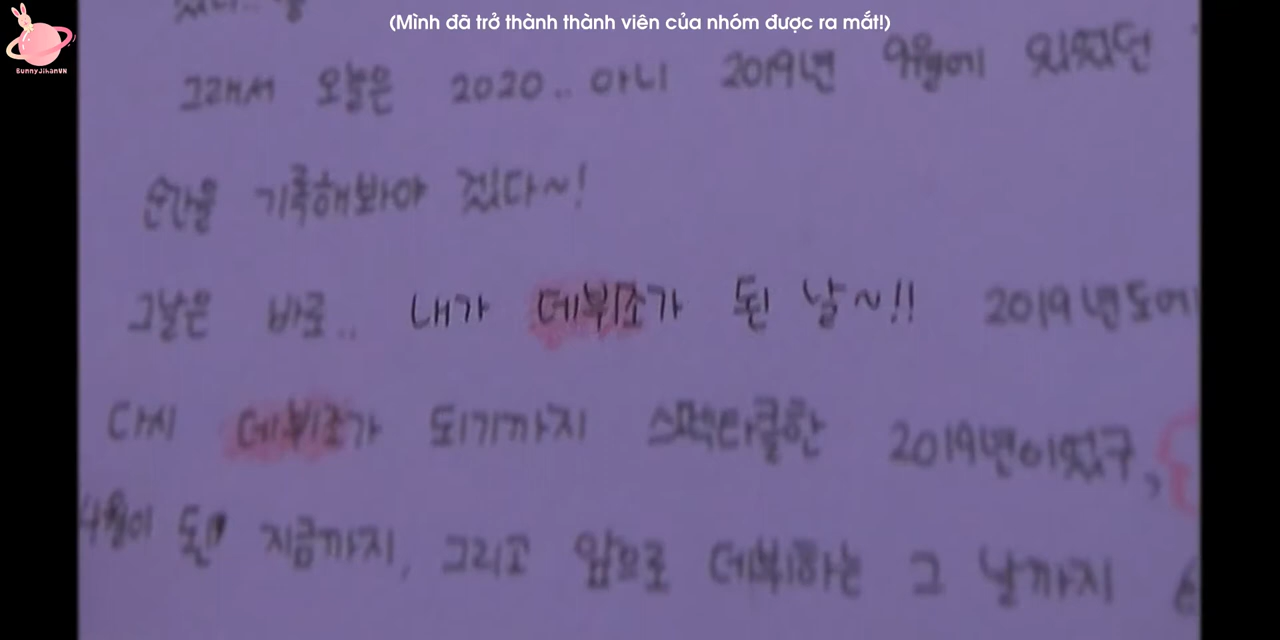 (Mình đã trở thành thành viên của nhóm được ra mắt!)
BunnyJihanVN
그래서 오늘은 2020.. 아니 2019년 9월에 있었던
순간을 기록해봐야 겠다~!
그날은 바로.. 내가 데뷔조가 된 날~!! 2019년도에
다시 데뷔조가 되기까지 스펙타클한 2019년이었구,
4월이 된 지금까지, 그리고 앞으로 데뷔하는 그 날까지